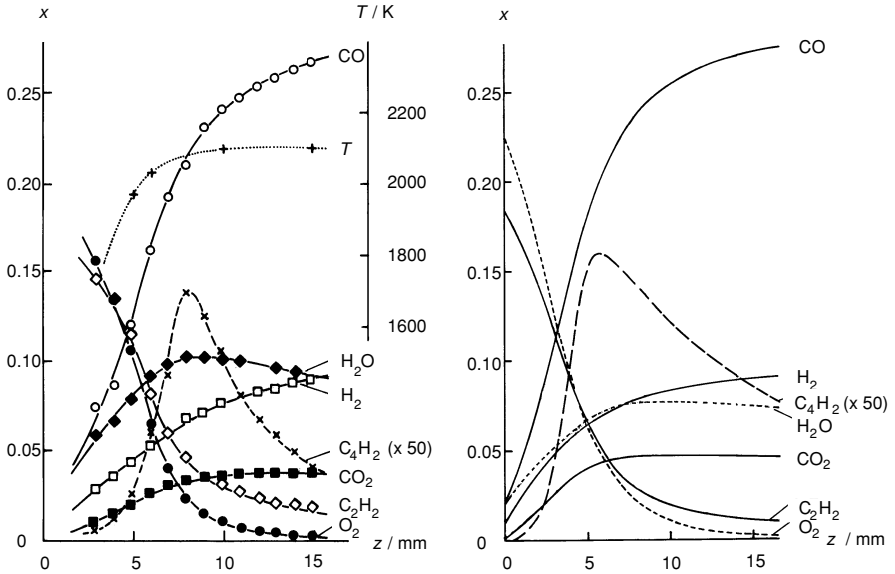 x
T / K
x
CO
CO
0.25
0.25
2200
T
0.20
2000
0.20
1800
0.15
0.15
1600
0.10
H2O
0.10
H2
H2
C4H2 (x 50)
H2O
0.05
C4H2 (x 50)
0.05
CO2
CO2
C2H2
C2H2
O2
O2
0
z / mm
0
z / mm
0
5
10
15
0
5
10
15